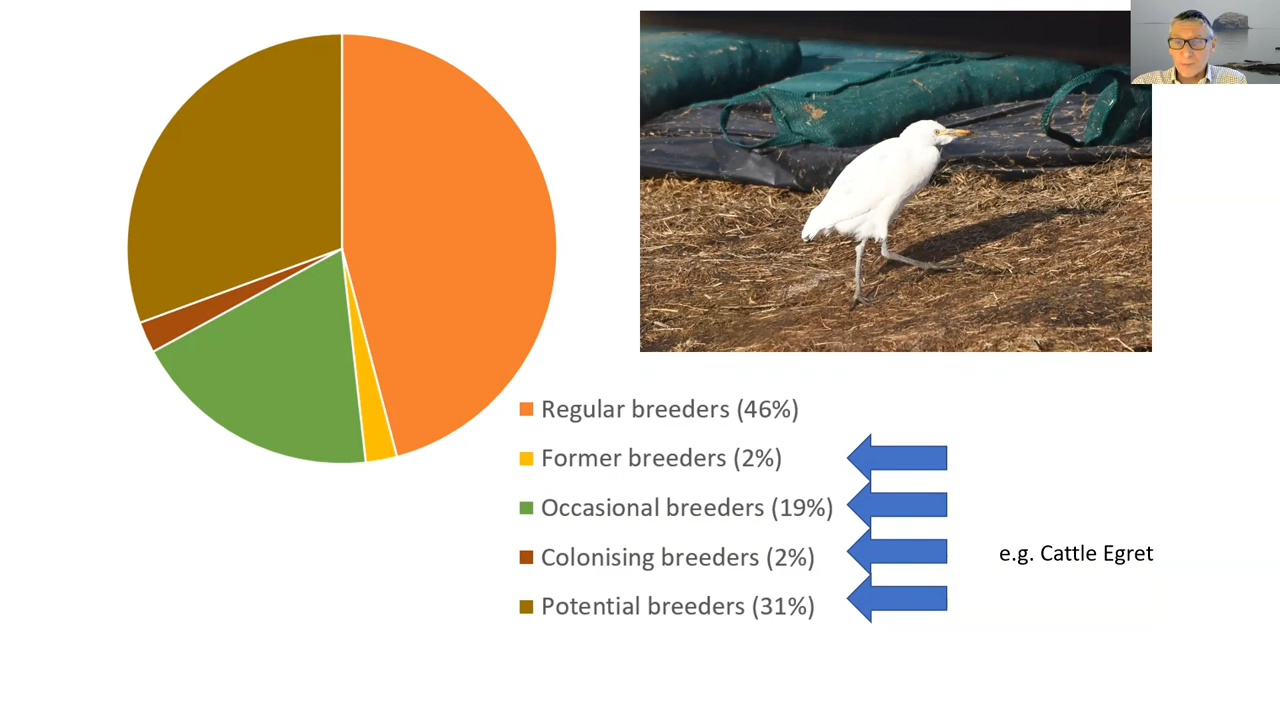 Regular breeders (46%)
Former breeders (2%)
Occasional breeders (19%)
Colonising breeders (2%)
e.g. Cattle Egret
Potential breeders (31%)